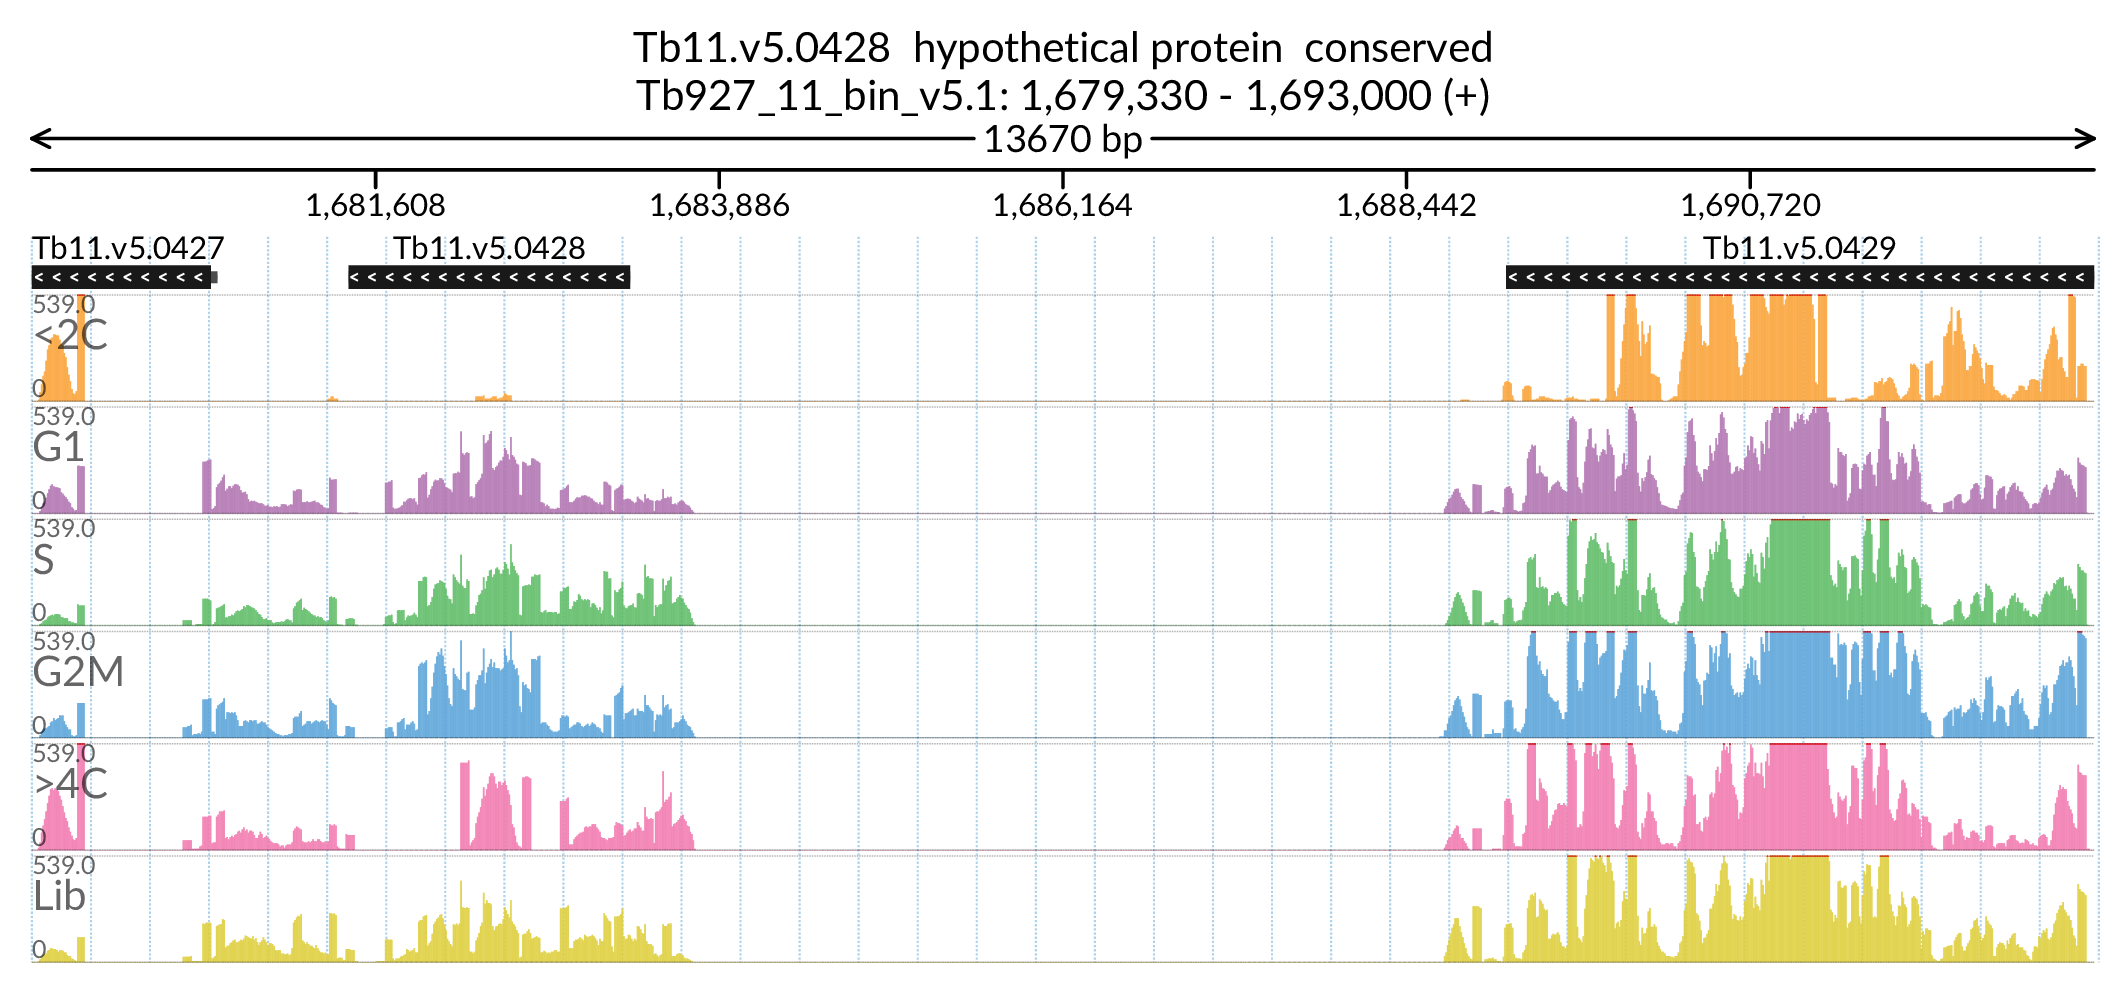 Tb11.v5.0428 hypothetical protein conserved
Tb927_11_bin_v5.1: 1,679,330 - 1,693,000 (+)
13670 bp
1,681,608 1,683,886 1,686,164 1,688,442 1,690,720
Tb11.v5.0427 Tb11.v5.0428 Tb11.v5.0429
539.0
<2C
0
539.0
G1
0
539.0
S
0
539.0
G2M
0
539.0
>4C
0
539.0
Lib
0